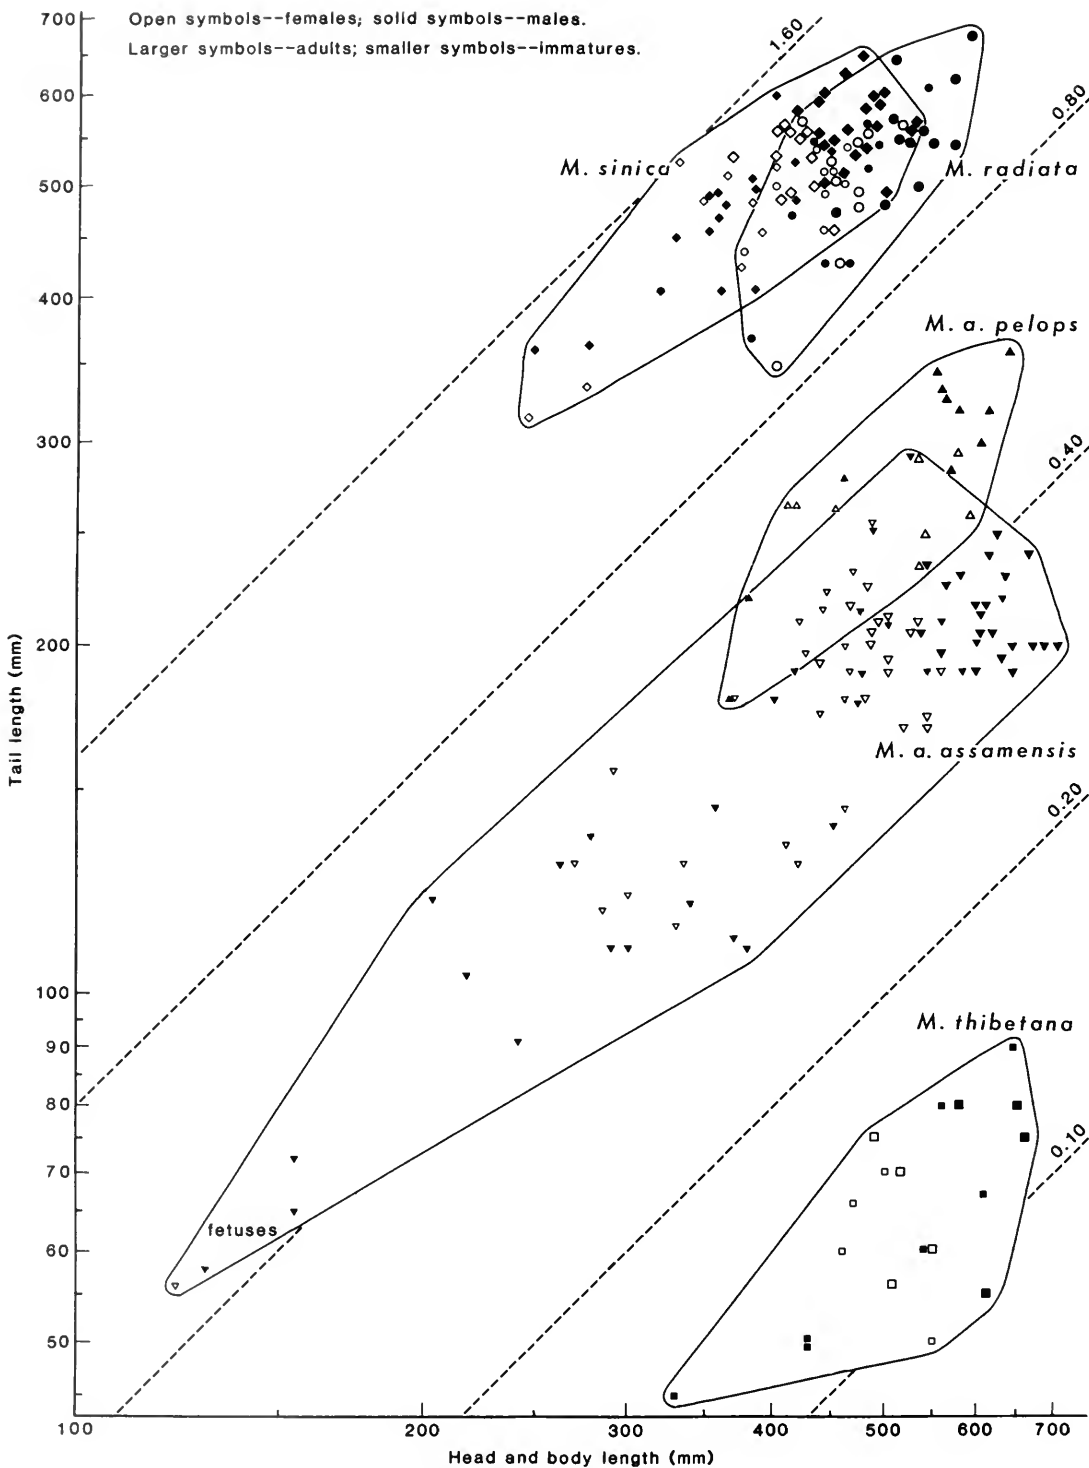 Open symbols--females; solid symbols--males.
Larger symbols--adults; smaller symbols--immatures.
700
600
500
400
300
200
100
90
80
70
60
50
Tail length (mm)
1.60
0.80
0.40
0.20
0.10
M. sinica
M. radiata
M. a. pelops
M. a. assamensis
M. thibetana
fetuses
100 200 300 400 500 600 700
Head and body length (mm)